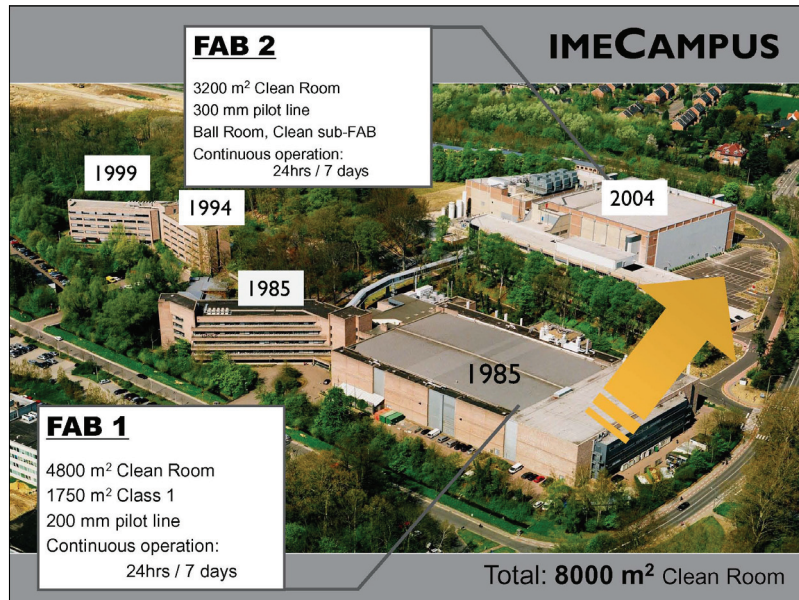 IMECAMPUS
FAB 2
3200 m² Clean Room
300 mm pilot line
Ball Room, Clean sub-FAB
Continuous operation:
24hrs / 7 days
1999
1994
2004
1985
1985
FAB 1
4800 m² Clean Room
1750 m² Class 1
200 mm pilot line
Continuous operation:
24hrs / 7 days
Total: 8000 m² Clean Room